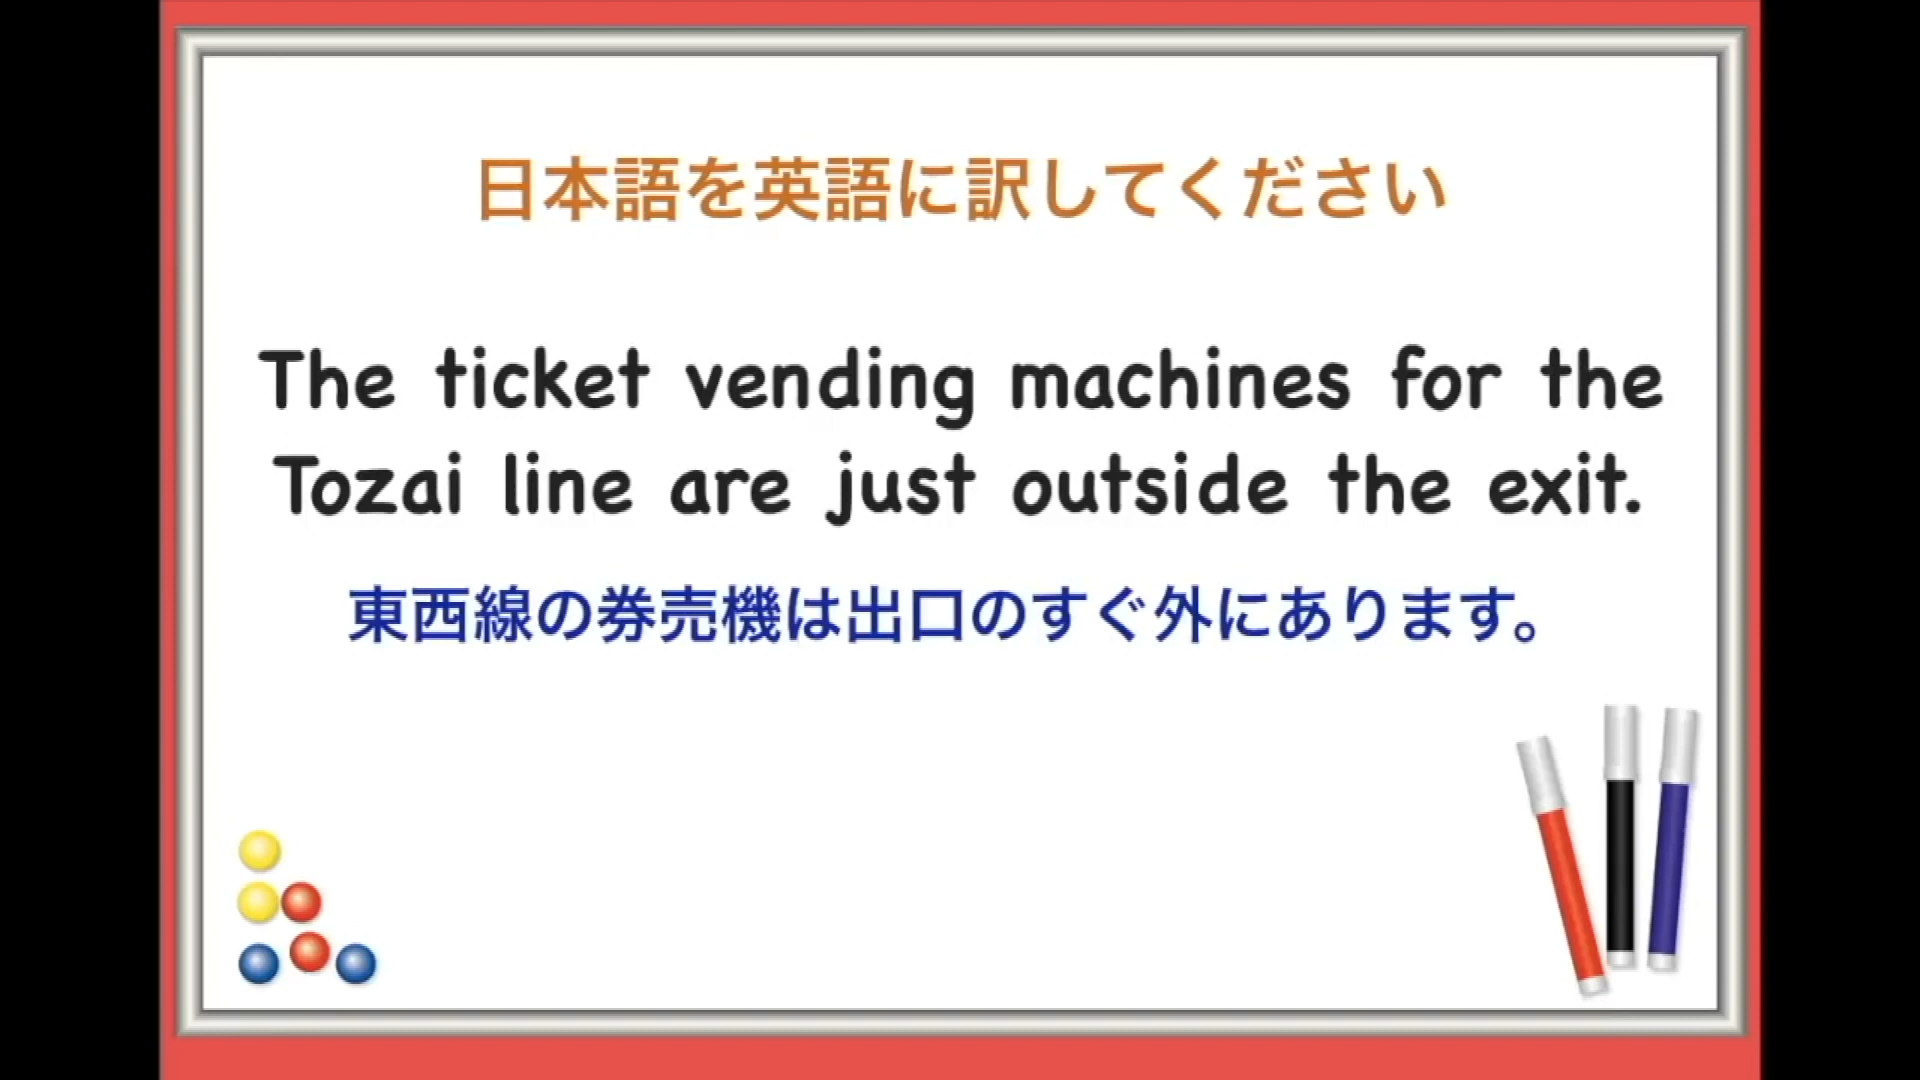 日本語を英語に訳してください
The ticket vending machines for the
Tozai line are just outside the exit.
東西線の券売機は出口のすぐ外にあります。